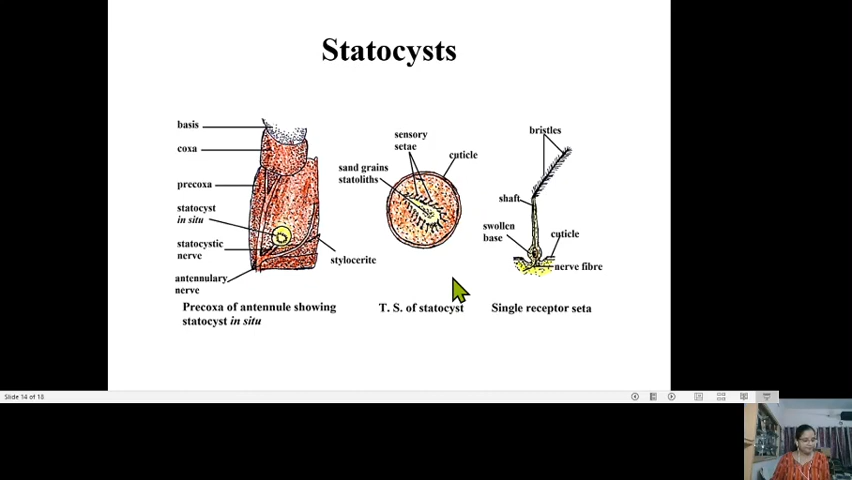 Statocysts
basis
coxa
precoxa
statocyst
in situ
statocystic
nerve
antennulary
nerve
stylocerite
Precoxa of antennule showing
statocyst in situ
sensory
setae
cuticle
sand grains
statoliths
T. S. of statocyst
bristles
shaft
swollen
base
cuticle
nerve fibre
Single receptor seta
Slide 14 of 18